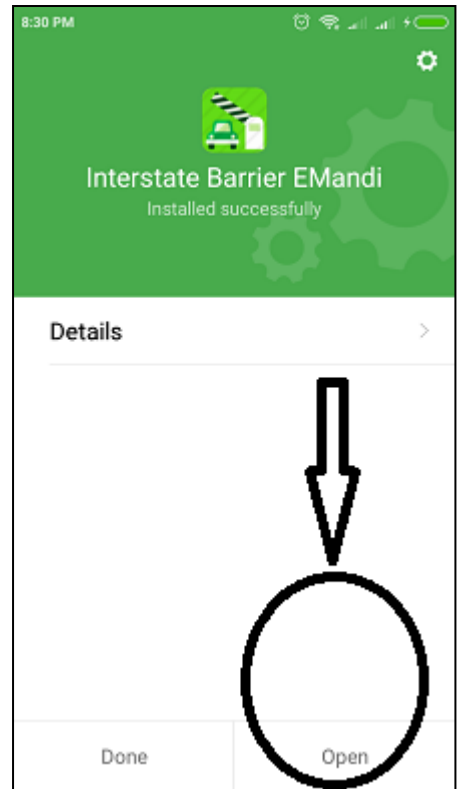 8:30 PM
Interstate Barrier EMandi
Installed successfully
Details
Done Open